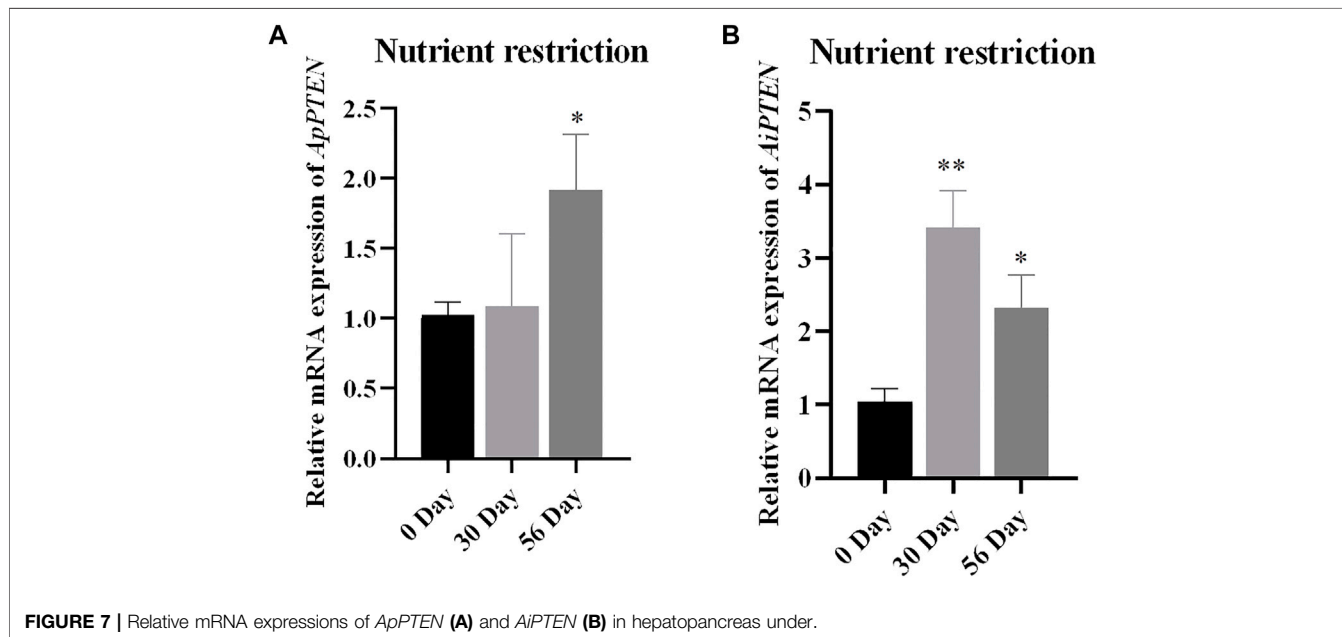 A
Nutrient restriction
Relative mRNA expression of ApPTEN
2.5
2.0
1.5
1.0
0.5
0.0
*
0 Day
30 Day
56 Day
B
Nutrient restriction
Relative mRNA expression of AiPTEN
5
4
3
2
1
0
**
*
0 Day
30 Day
56 Day
FIGURE 7 | Relative mRNA expressions of ApPTEN (A) and AiPTEN (B) in hepatopancreas under.